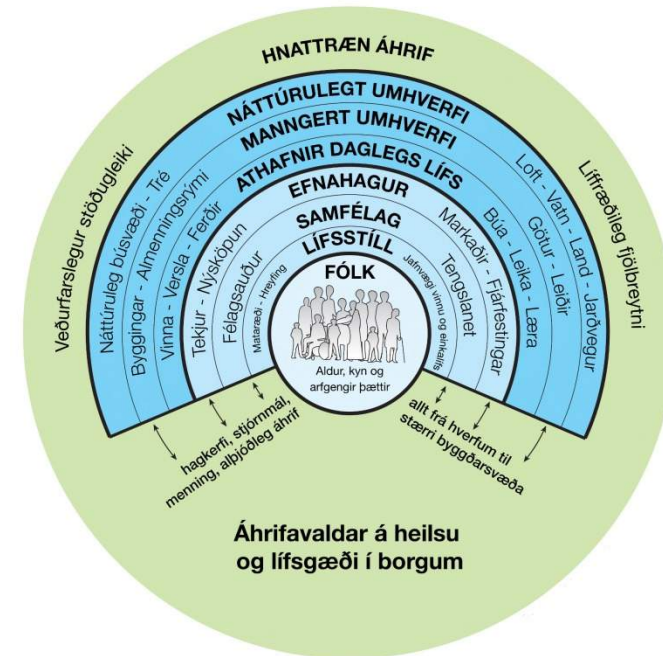 HNATTRÆN ÁHRIF
Veðurfarslegur stöðugleiki
Líffræðileg fjölbreytni
NÁTTÚRULEGT UMHVERFI
Náttúruleg búsvæði - Tré
Loft - Vatn - Land - Jarðvegur
MANNGERT UMHVERFI
Byggingar - Almenningsrými
Götur - Leiðir
ATHAFNIR DAGLEGS LÍFS
Vinna - Versla - Ferðir
Búa - Leika - Læra
EFNAHAGUR
Tekjur - Nýsköpun
Markaðir - Fjárfestingar
SAMFÉLAG
Félagsauður
Tengslanet
LÍFSSTÍLL
Mataræði - Hreyfing
Jafnvægi vinnu og einkalífs
FÓLK
Aldur, kyn og
arfgengir þættir
hagkerfi, stjórnmál,
menning, alþjóðleg áhrif
allt frá hverfum til
stærri byggðarsvæða
Áhrifavaldar á heilsu
og lífsgæði í borgum